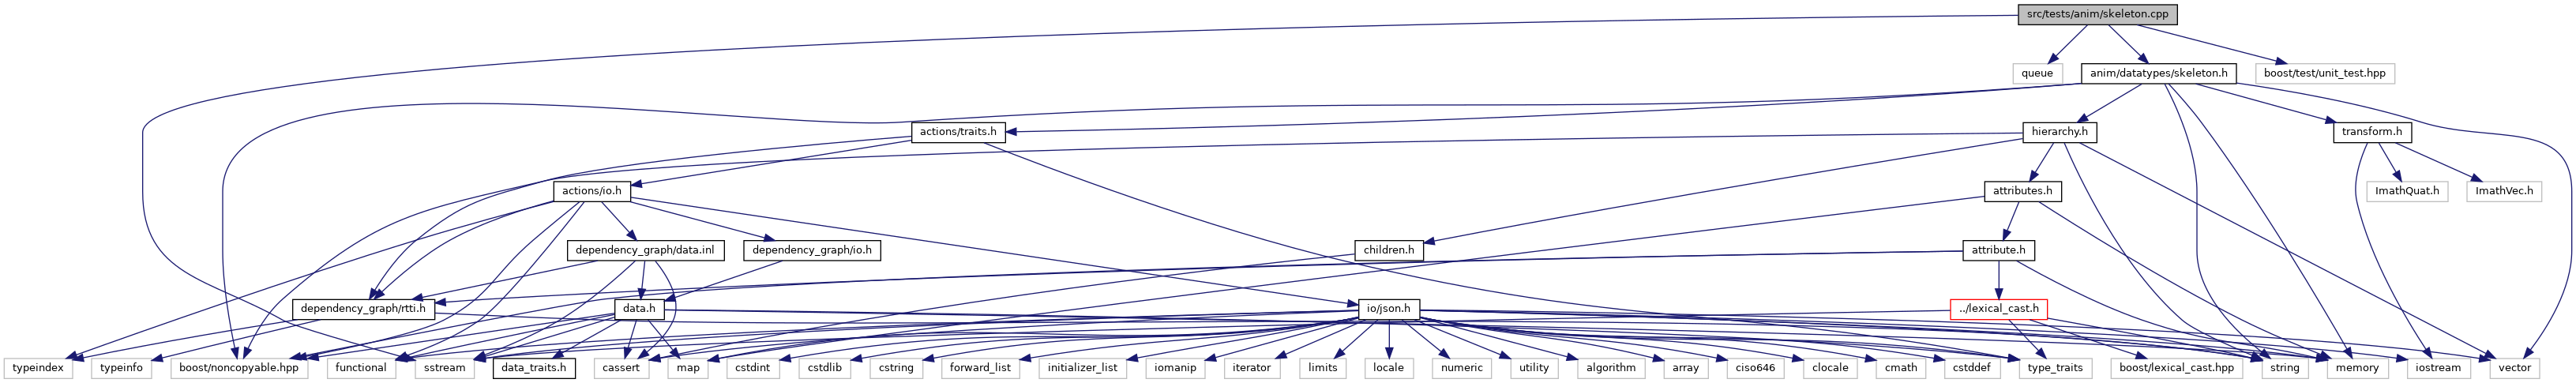 src/tests/anim/skeleton.cpp
queue
anim/datatypes/skeleton.h
boost/test/unit_test.hpp
actions/traits.h
hierarchy.h
transform.h
actions/io.h
attributes.h
ImathQuat.h
ImathVec.h
dependency_graph/data.inl
dependency_graph/io.h
children.h
attribute.h
dependency_graph/rtti.h
data.h
io/json.h
../lexical_cast.h
typeindex
typeinfo
boost/noncopyable.hpp
functional
sstream
data_traits.h
cassert
map
cstdint
cstdlib
cstring
forward_list
initializer_list
iomanip
iterator
limits
locale
numeric
utility
algorithm
array
ciso646
clocale
cmath
cstddef
type_traits
boost/lexical_cast.hpp
string
memory
iostream
vector